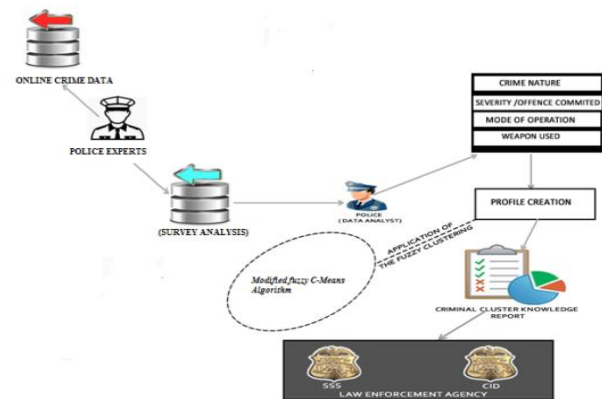 ONLINE CRIME DATA
POLICE EXPERTS
(SURVEY ANALYSIS)
POLICE
(DATA ANALYST)
CRIME NATURE
SEVERITY /OFFENCE COMMITED
MODE OF OPERATION
WEAPON USED
PROFILE CREATION
APPLICATION OF
THE FUZZY CLUSTERING
Modified fuzzy C-Means
Algorithm
CRIMINAL CLUSTER KNOWLEDGE
REPORT
SSS
CID
LAW ENFORCEMENT AGENCY